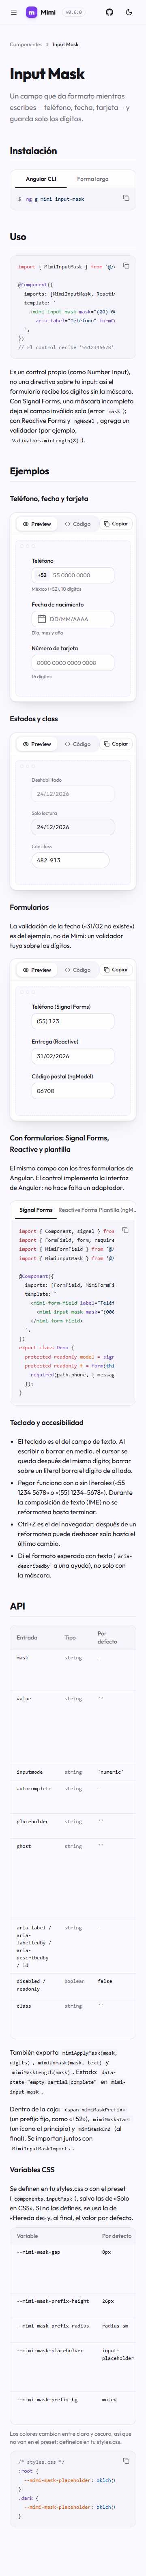 Mimi
v0.6.0
Componentes > Input Mask
Input Mask
Un campo que da formato mientras
escribes —teléfono, fecha, tarjeta— y
guarda solo los dígitos.
Instalación
Angular CLI
Forma larga
$ ng g mimi input-mask
Uso
import { MimiInputMask } from '@/
@Component({
imports: [MimiInputMask, Reactiv
template: `
<mimi-input-mask mask="(00) 00
aria-label="Teléfono" formCo
`,
})
// El control recibe '5512345678'
Es un control propio (como Number Input),
no una directiva sobre tu input: así el
formulario recibe los dígitos sin la máscara.
Con Signal Forms, una máscara incompleta
deja el campo inválido sola (error mask );
con Reactive Forms y ngModel , agrega un
validador (por ejemplo,
Validators.minLength(8) ).
Ejemplos
Teléfono, fecha y tarjeta
Preview
Código
Copiar
Teléfono
+52
55 0000 0000
México (+52), 10 dígitos
Fecha de nacimiento
DD/MM/AAAA
Día, mes y año
Número de tarjeta
0000 0000 0000 0000
16 dígitos
Estados y class
Preview
Código
Copiar
Deshabilitado
24/12/2026
Solo lectura
24/12/2026
Con class
482-913
Formularios
La validación de la fecha (¿31/02 no existe»)
es del ejemplo, no de Mimi: un validador
tuyo sobre los dígitos.
Preview
Código
Copiar
Teléfono (Signal Forms)
(55) 123
Entrega (Reactive)
31/02/2026
Código postal (ngModel)
06700
Con formularios: Signal Forms,
Reactive y plantilla
El mismo campo con las tres formularios de
Angular. El control implementa la interfaz
de Angular: no hace falta un adaptador.
Signal Forms
Reactive Forms
Plantilla (ngM...
import { Component, signal } from
import { FormField, form, require
import { MimiFormField } from '@/
import { MimiInputMask } from '@/
@Component({
imports: [FormField, MimiFormFi
template: `
<mimi-form-field label="Teléf
<mimi-input-mask mask="(00)
</mimi-form-field>
`,
})
export class Demo {
protected readonly model = sign
protected readonly f = form(thi
required(path.phone, { messag
});
}
Teclado y accesibilidad
• El teclado es el del campo de texto. Al
escribir o borrar en medio, el cursor se
queda después del mismo dígito; borrar
sobre un literal borra el dígito de al lado.
• Pegar funciona con o sin literales («55
1234 5678» o «(55) 1234-5678»). Durante
la composición de texto (IME) no se
reformatea hasta terminar.
• Ctrl+Z es el del navegador: después de un
reformateo puede deshacer solo hasta el
último cambio.
• Di el formato esperado con texto ( aria-
describedby a una ayuda), no solo con
la máscara.
API
Entrada
Tipo
Por
defecto
mask
string
—
value
string
''
inputmode
string
'numeric'
autocomplete
string
—
placeholder
string
''
ghost
string
''
aria-label /
aria-
labelledby /
aria-
describedby
/ id
string
—
disabled /
readonly
boolean
false
class
string
''
También exporta mimiApplyMask(mask,
digits) , mimiUnmask(mask, text) y
mimiMaskLength(mask) . Estado: data-
state="empty|partial|complete" en mimi-
input-mask .
Dentro de la caja: <span mimiMaskPrefix>
(un prefijo fijo, como «+52»), mimiMaskStart
(un ícono al principio) y mimiMaskEnd (al
final). Se importan juntos con
MimiInputMaskImports .
Variables CSS
Se definen en tu styles.css o en el preset
( components.inputMask ), salvo las de «Solo
en CSS». Si no las defines, se usa la de
«Hereda de» y, al final, el valor por defecto.
Variable
Por defecto
--mimi-mask-gap
8px
--mimi-mask-prefix-height
26px
--mimi-mask-prefix-radius
radius-sm
--mimi-mask-placeholder
input-
placeholder
--mimi-mask-prefix-bg
muted
Los colores cambian entre claro y oscuro, así que
no van en el preset: defínelos en tu styles.css.
/* styles.css */
:root {
--mimi-mask-placeholder: oklch(
}
.dark {
--mimi-mask-placeholder: oklch(
}